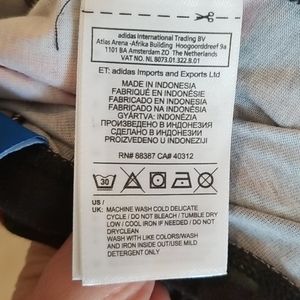 adidas International Trading BV
Atlas Arena -Afrika Building Hoogoorddreef 9a
1101 BA Amsterdam ZO The Netherlands
VAT NO. NL 8073.01.322.B.01
ET: adidas Imports and Exports Ltd
MADE IN INDONESIA
FABRIQUÉ EN INDONÉSIE
FABRICADO EN INDONESIA
FABRICADO NA INDONÉSIA
GYÁRTVA: INDONÉZIA
ПРОИЗВЕДЕНО В ИНДОНЕЗИЯ
СДЕЛАНО В ИНДОНЕЗИИ
PROIZVEDENO U INDONEZIJI
RN# 88387 CA# 40312
30
US /
UK: MACHINE WASH COLD DELICATE
CYCLE / DO NOT BLEACH / TUMBLE DRY
LOW / COOL IRON IF NEEDED / DO NOT
DRYCLEAN
WASH WITH LIKE COLORS/WASH
AND IRON INSIDE OUT/USE MILD
DETERGENT ONLY